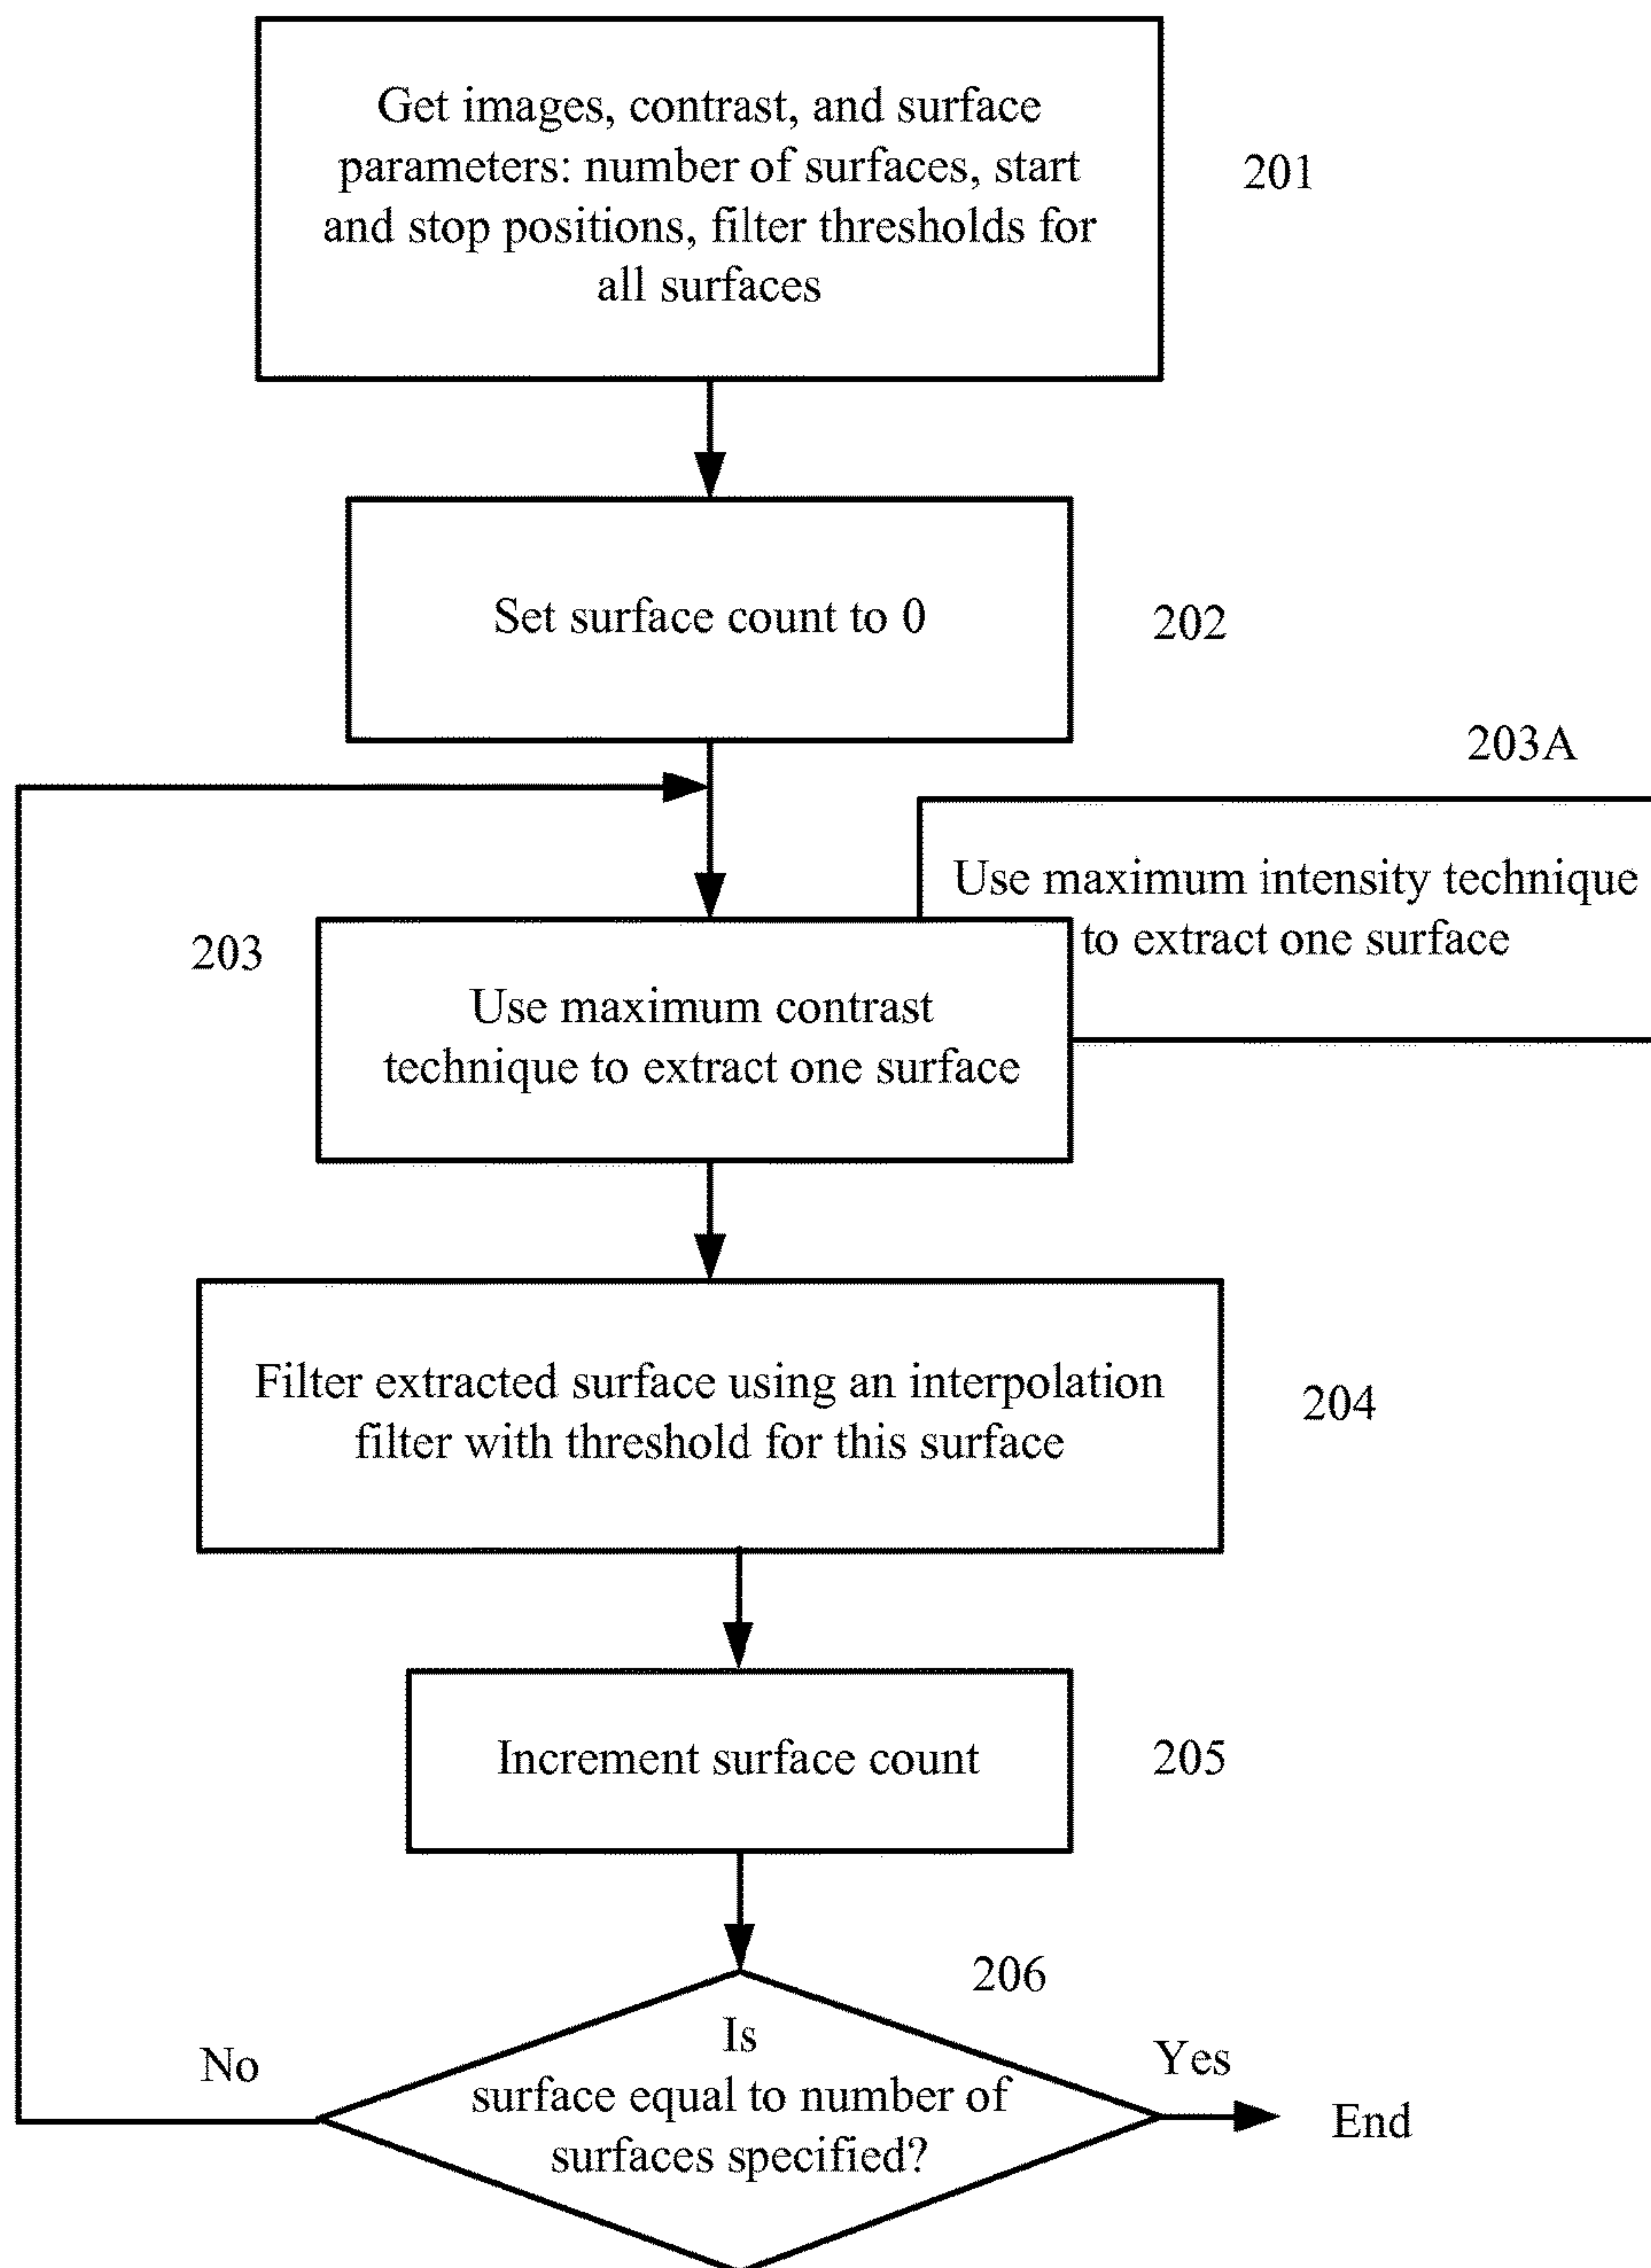 Get images, contrast, and surface
parameters: number of surfaces, start
and stop positions, filter thresholds for
all surfaces
201
Set surface count to 0
202
203A
Use maximum intensity technique
to extract one surface
203
Use maximum contrast
technique to extract one surface
Filter extracted surface using an interpolation
filter with threshold for this surface
204
Increment surface count
205
206
Is
surface equal to number of
surfaces specified?
No
Yes
End